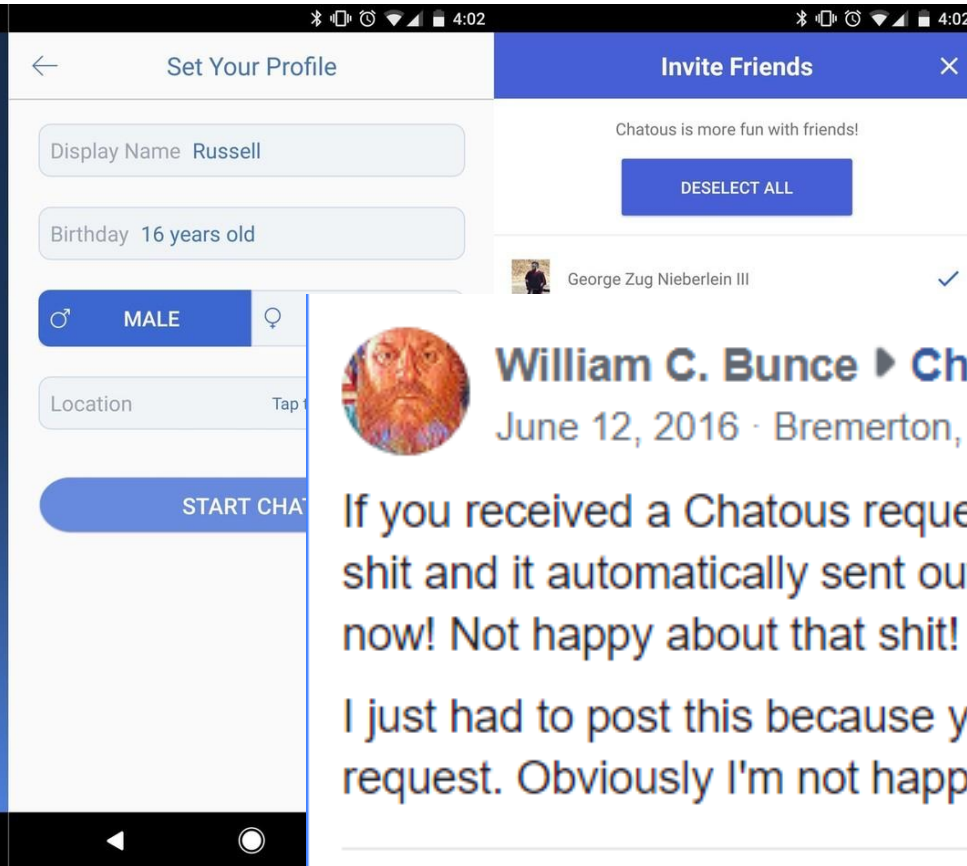 4:02
Set Your Profile
Display Name Russell
Birthday 16 years old
MALE
Location
Tap
START CHAT
4:02
Invite Friends
Chatous is more fun with friends!
DESELECT ALL
George Zug Nieberlein III
William C. Bunce Ch
June 12, 2016 · Bremerton,
If you received a Chatous reque
shit and it automatically sent ou
now! Not happy about that shit!
I just had to post this because y
request. Obviously I'm not happ